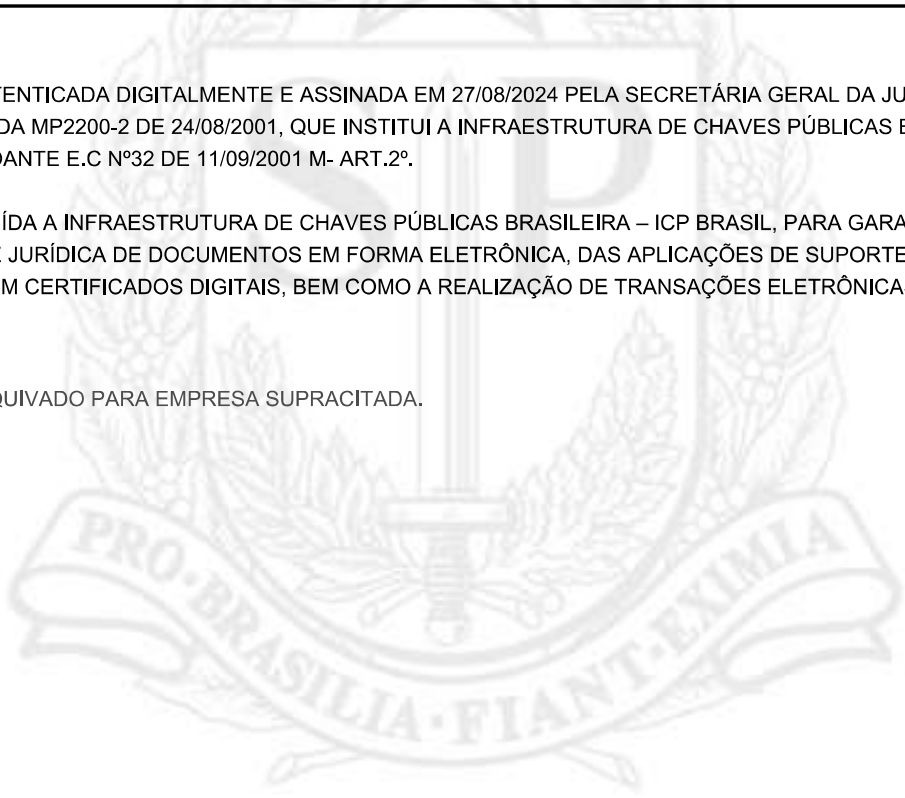 TENTICADA DIGITALMENTE E ASSINADA EM 27/08/2024 PELA SECRETÁRIA GERAL DA JU
DA MP2200-2 DE 24/08/2001, QUE INSTITUI A INFRAESTRUTURA DE CHAVES PÚBLICAS
DANTE E.C Nº32 DE 11/09/2001 M- ART.2º.
ÍDA A INFRAESTRUTURA DE CHAVES PÚBLICAS BRASILEIRA – ICP BRASIL, PARA GARA
JURÍDICA DE DOCUMENTOS EM FORMA ELETRÔNICA, DAS APLICAÇÕES DE SUPORTE
M CERTIFICADOS DIGITAIS, BEM COMO A REALIZAÇÃO DE TRANSAÇÕES ELETRÔNICA
QUIVADO PARA EMPRESA SUPRACITADA.
SP
PRO·BRASILIA·FIANT·EXIMIA